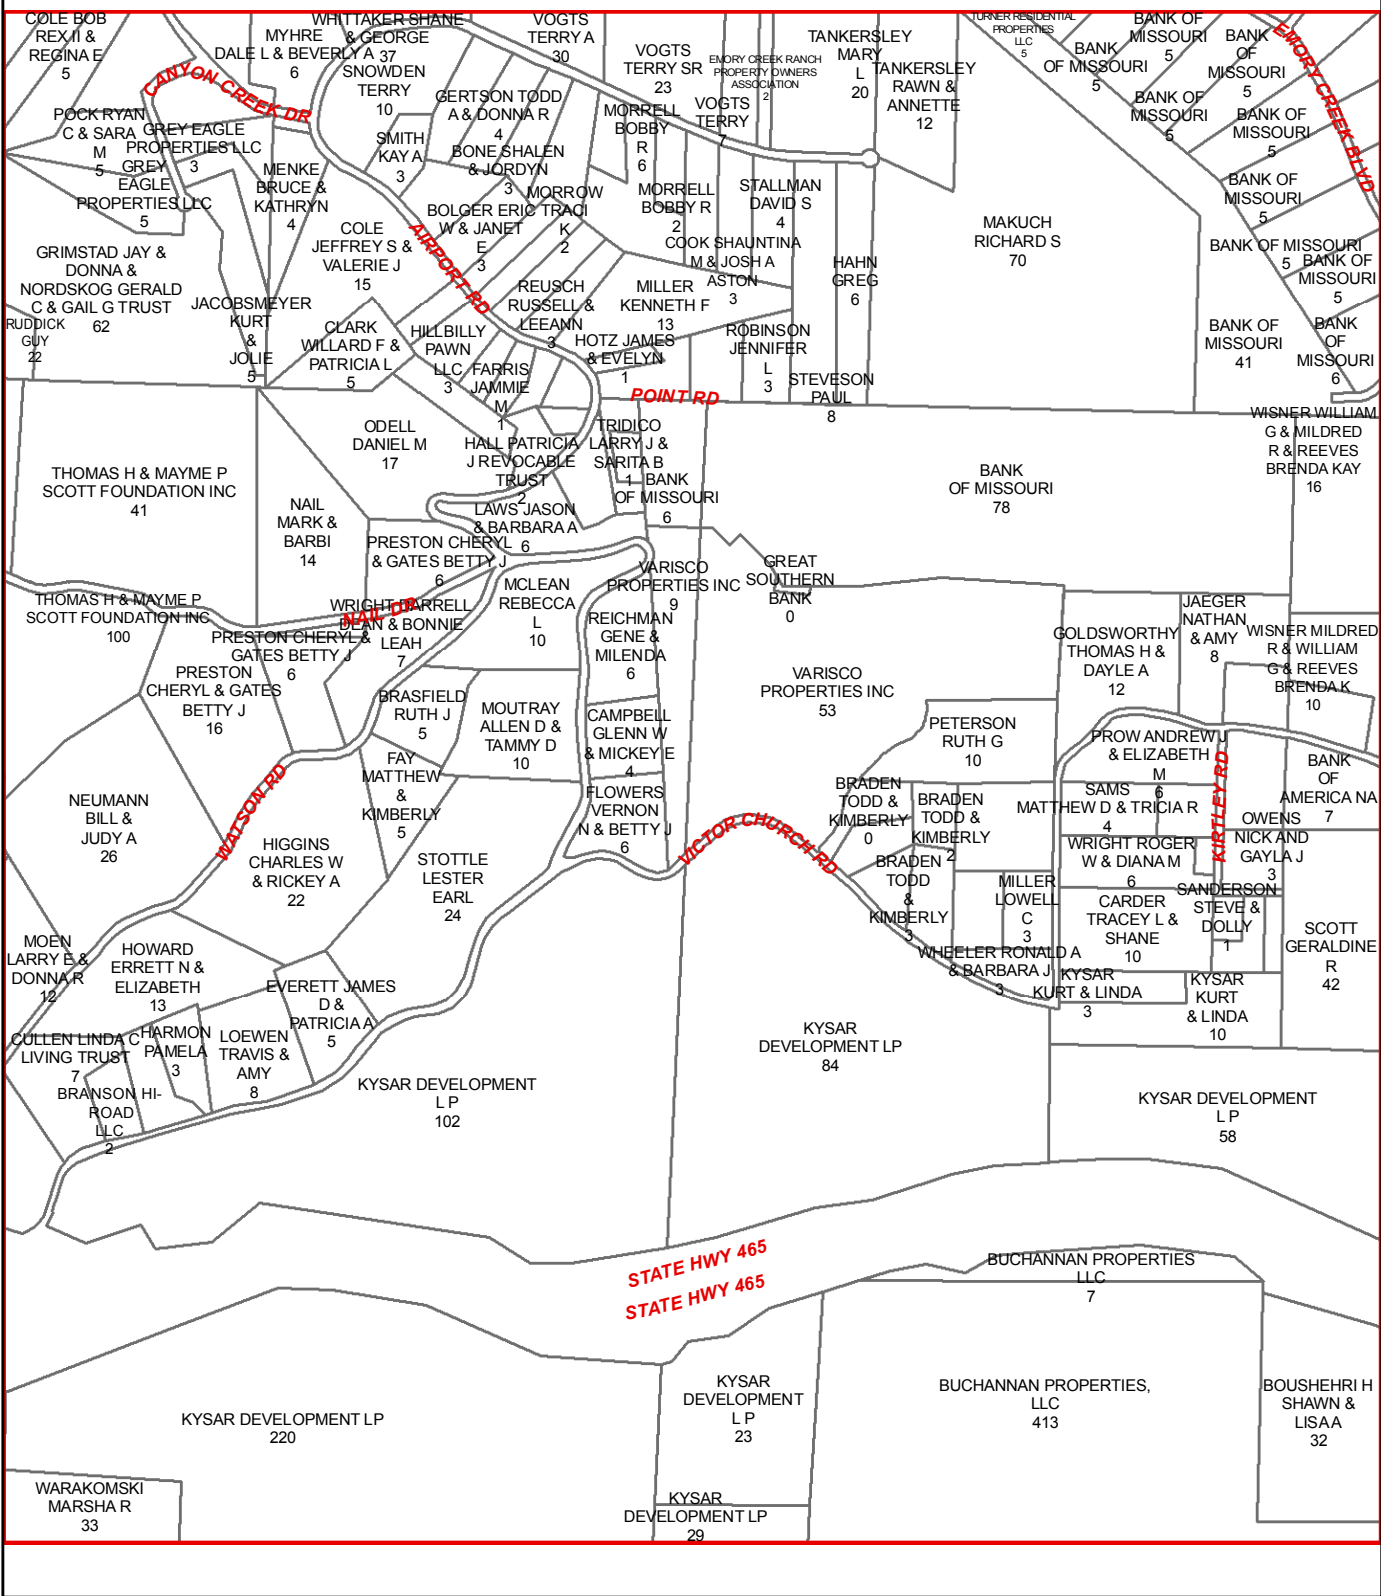 COLE BOB
REX II &
REGINA E
5
MYHRE
DALE L & BEVERLY A
6
WHITTAKER SHANE
& GEORGE
37
VOGTS
TERRY A
30
VOGTS
TERRY SR
23
EMORY CREEK RANCH
PROPERTY OWNERS
ASSOCIATION
2
TANKERSLEY
MARY
L
20
TANKERSLEY
RAWN &
ANNETTE
12
TURNER RESIDENTIAL
PROPERTIES
LLC
5
BANK
OF MISSOURI
5
BANK OF
MISSOURI
5
BANK
OF
MISSOURI
5
EMORY CREEK BLVD
CANYON CREEK DR
SNOWDEN
TERRY
10
GERTSON TODD
A & DONNA R
4
MORRELL
BOBBY
R
6
VOGTS
TERRY
7
BANK OF
MISSOURI
5
BANK OF
MISSOURI
5
POCK RYAN
C & SARA
M
5
GREY EAGLE
PROPERTIES LLC
3
GREY
EAGLE
PROPERTIES LLC
5
SMITH
KAY A
3
BONE SHALEN
& JORDYN
3
MENKE
BRUCE &
KATHRYN
4
MORROW
TRACI
K
2
MORRELL
BOBBY R
2
STALLMAN
DAVID S
4
BANK OF
MISSOURI
5
BOLGER ERIC
W & JANET
E
3
AIRPORT RD
COLE
JEFFREY S &
VALERIE J
15
MAKUCH
RICHARD S
70
COOK SHAUNTINA
M & JOSH A
ASTON
3
BANK OF MISSOURI
5
BANK OF
MISSOURI
5
GRIMSTAD JAY &
DONNA &
NORDSKOG GERALD
C & GAIL G TRUST
62
HAHN
GREG
6
REUSCH
RUSSELL &
LEEANN
3
MILLER
KENNETH F
13
JACOBSMEYER
KURT
&
JOLIE
5
RUDDICK
GUY
22
CLARK
WILLARD F &
PATRICIA L
5
HILLBILLY
PAWN
LLC
3
HOTZ JAMES
& EVELYN
1
ROBINSON
JENNIFER
L
3
BANK OF
MISSOURI
41
BANK
OF
MISSOURI
6
FARRIS
JAMMIE
M
1
STEVESON
PAUL
8
POINT RD
ODELL
DANIEL M
17
HALL PATRICIA
J REVOCABLE
TRUST
2
TRIDICO
LARRY J &
SARITA B
1
WISNER WILLIAM
G & MILDRED
R & REEVES
BRENDA KAY
16
THOMAS H & MAYME P
SCOTT FOUNDATION INC
41
BANK
OF MISSOURI
6
BANK
OF MISSOURI
78
NAIL
MARK &
BARBI
14
LAWS JASON
& BARBARA A
6
PRESTON CHERYL
& GATES BETTY J
6
VARISCO
PROPERTIES INC
9
GREAT
SOUTHERN
BANK
0
MCLEAN
REBECCA
L
10
THOMAS H & MAYME P
SCOTT FOUNDATION INC
100
NAIL DR
WRIGHT DARRELL
DEAN & BONNIE
LEAH
7
PRESTON CHERYL &
GATES BETTY J
6
REICHMAN
GENE &
MILENDA
6
JAEGER
NATHAN
& AMY
8
GOLDSWORTHY
THOMAS H &
DAYLE A
12
WISNER MILDRED
R & WILLIAM
G & REEVES
BRENDA K
10
PRESTON
CHERYL & GATES
BETTY J
16
VARISCO
PROPERTIES INC
53
BRASFIELD
RUTH J
5
MOUTRAY
ALLEN D &
TAMMY D
10
CAMPBELL
GLENN W
& MICKEY E
4
PETERSON
RUTH G
10
PROW ANDREW J
& ELIZABETH
M
6
FAY
MATTHEW
&
KIMBERLY
5
WATSON RD
KIRTLEY RD
BANK
OF
AMERICA NA
7
NEUMANN
BILL &
JUDY A
26
FLOWERS
VERNON
N & BETTY J
6
BRADEN
TODD &
KIMBERLY
0
BRADEN
TODD &
KIMBERLY
2
SAMS
MATTHEW D & TRICIA R
4
VICTOR CHURCH RD
OWENS
NICK AND
GAYLA J
3
HIGGINS
CHARLES W
& RICKEY A
22
STOTTLE
LESTER
EARL
24
WRIGHT ROGER
W & DIANA M
6
BRADEN
TODD
&
KIMBERLY
3
MILLER
LOWELL
C
3
CARDER
TRACEY L &
SHANE
10
SANDERSON
STEVE &
DOLLY
1
SCOTT
GERALDINE
R
42
MOEN
LARRY E &
DONNA R
12
HOWARD
ERRETT N &
ELIZABETH
13
WHEELER RONALD A
& BARBARA J
3
KYSAR
KURT & LINDA
3
KYSAR
KURT
& LINDA
10
EVERETT JAMES
D &
PATRICIA A
5
CULLEN LINDA C
LIVING TRUST
7
HARMON
PAMELA
3
LOEWEN
TRAVIS &
AMY
8
KYSAR
DEVELOPMENT LP
84
BRANSON HI-
ROAD
LLC
2
KYSAR DEVELOPMENT
L P
102
KYSAR DEVELOPMENT
L P
58
STATE HWY 465
STATE HWY 465
BUCHANNAN PROPERTIES
LLC
7
KYSAR DEVELOPMENT LP
220
KYSAR
DEVELOPMENT
L P
23
BUCHANNAN PROPERTIES,
LLC
413
BOUSHEHRI H
SHAWN &
LISA A
32
WARAKOMSKI
MARSHA R
33
KYSAR
DEVELOPMENT LP
29